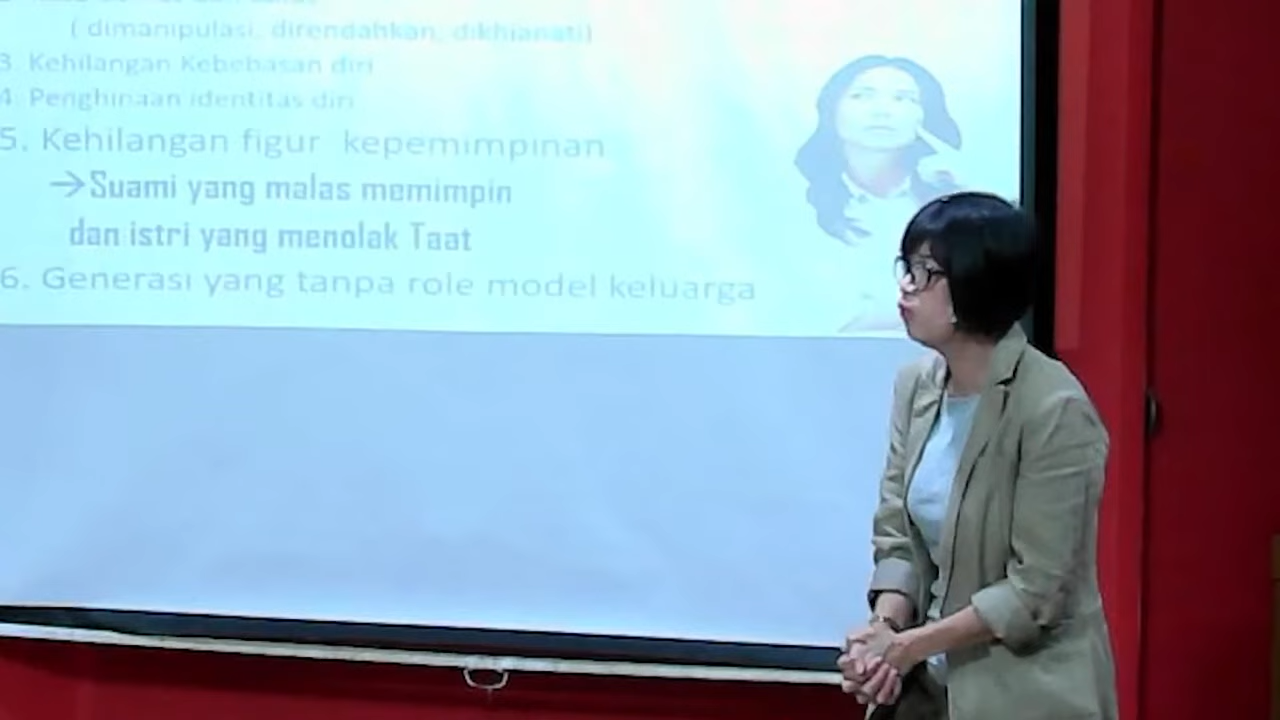 ( dimanipulasi, direndahkan, dikhianati)
3. Kehilangan Kebebasan diri
4. Penghinaan identitas diri
5. Kehilangan figur kepemimpinan
→Suami yang malas memimpin
dan istri yang menolak Taat
6. Generasi yang tanpa role model keluarga